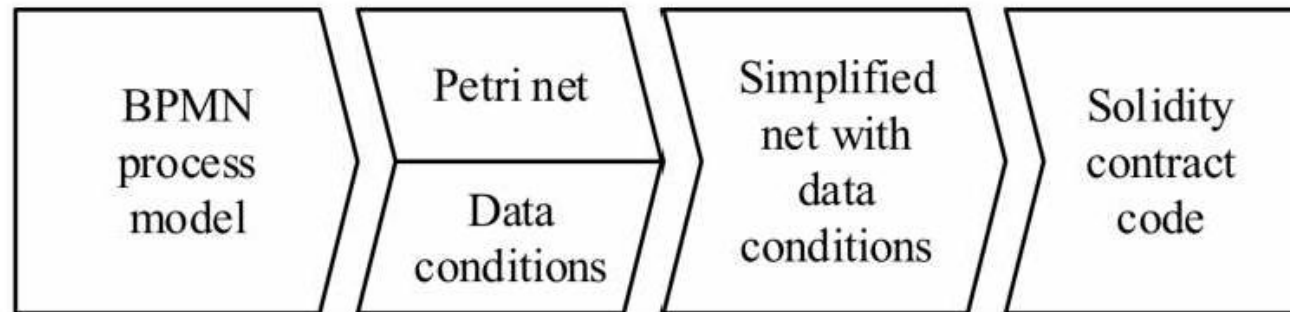 BPMN
process
model
Petri net
Data
conditions
Simplified
net with
data
conditions
Solidity
contract
code